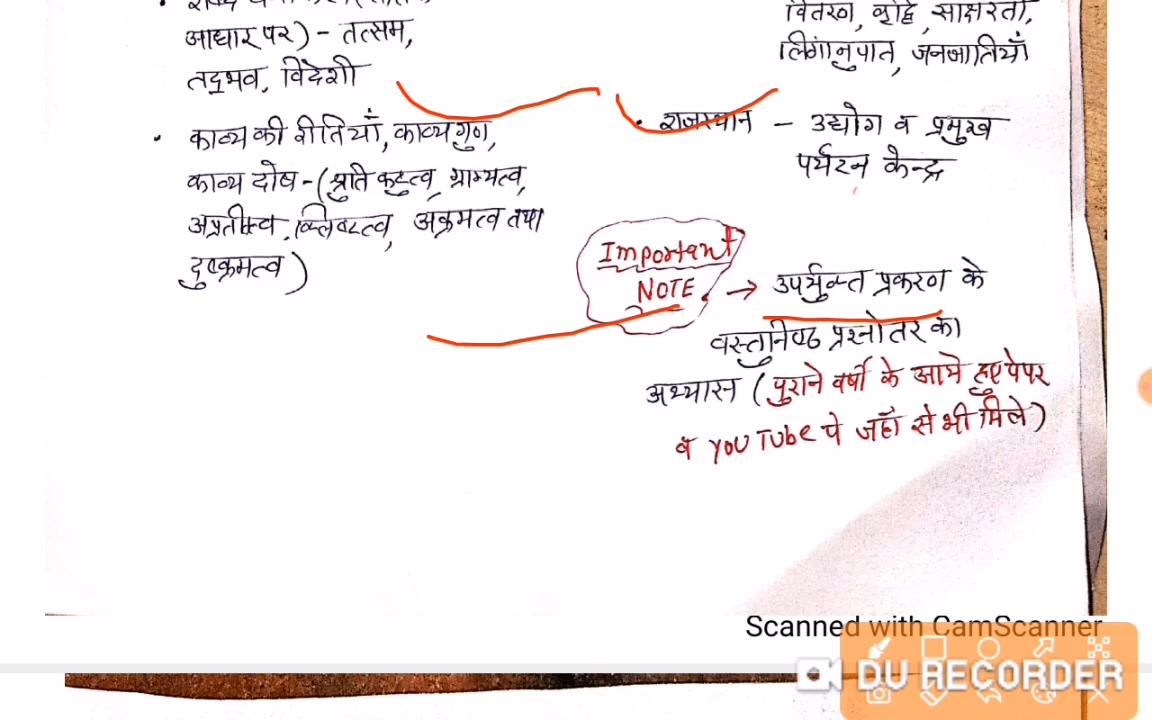 आधार पर) - तत्सम,
तद्भव, विदेशी
• काव्य की रीतियाँ, काव्य गुण,
काव्य दोष - (श्रुति कटुत्व, ग्राम्यत्व,
अप्रतीत्व, क्लिष्टत्व, अक्रमत्व तथा
दुष्क्रमत्व)
वितरण, वृद्धि, साक्षरता,
लिंगानुपात, जनजातियाँ
• राजस्थान - उद्योग व प्रमुख
पर्यटन केन्द्र
Important
NOTE. → उपर्युक्त प्रकरण के
वस्तुनिष्ठ प्रश्नोतर का
अभ्यास (पुराने वर्षो के आये हुए पेपर
व YOU TUBE पे जहाँ से भी मिले)
Scanned with CamScanner
DU RECORDER